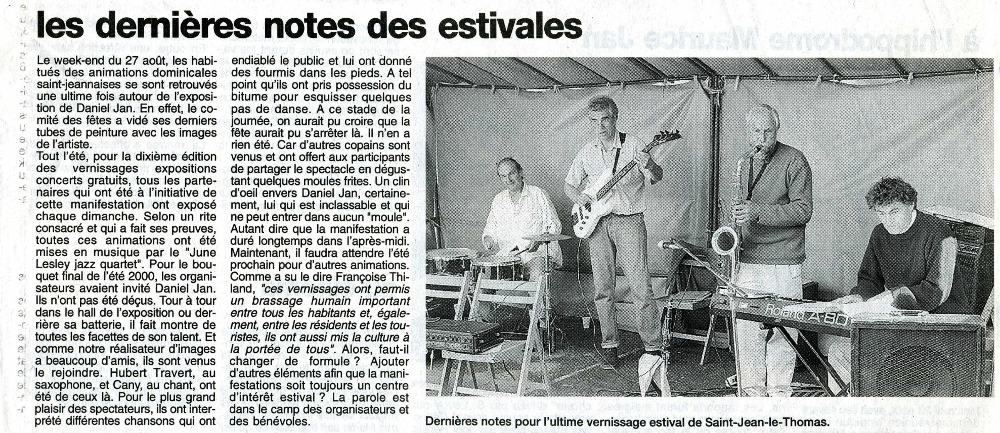 les dernières notes des estivales
Le week-end du 27 août, les habi-
tués des animations dominicales
saint-jeannaises se sont retrouvés
une ultime fois autour de l'exposi-
tion de Daniel Jan. En effet, le co-
mité des fêtes a vidé ses derniers
tubes de peinture avec les images
de l'artiste.
Tout l'été, pour la dixième édition
des vernissages expositions
concerts gratuits, tous les parte-
naires qui ont été à l'initiative de
cette manifestation ont exposé
chaque dimanche. Selon un rite
consacré et qui a fait ses preuves,
toutes ces animations ont été
mises en musique par le "June
Lesley jazz quartet". Pour le bou-
quet final de l'été 2000, les organi-
sateurs avaient invité Daniel Jan.
Ils n'ont pas été déçus. Tour à tour
dans le hall de l'exposition ou der-
rière sa batterie, il fait montre de
toutes les facettes de son talent. Et
comme notre réalisateur d'images
a beaucoup d'amis, ils sont venus
le rejoindre. Hubert Travert, au
saxophone, et Cany, au chant, ont
été de ceux là. Pour le plus grand
plaisir des spectateurs, ils ont inter-
prété différentes chansons qui ont
endiablé le public et lui ont donné
des fourmis dans les pieds. A tel
point qu'ils ont pris possession du
bitume pour esquisser quelques
pas de danse. A ce stade de la
journée, on aurait pu croire que la
fête aurait pu s'arrêter là. Il n'en a
rien été. Car d'autres copains sont
venus et ont offert aux participants
de partager le spectacle en dégus-
tant quelques moules frites. Un clin
d'oeil envers Daniel Jan, certaine-
ment, lui qui est inclassable et qui
ne peut entrer dans aucun "moule".
Autant dire que la manifestation a
duré longtemps dans l'après-midi.
Maintenant, il faudra attendre l'été
prochain pour d'autres animations.
Comme a su le dire Françoise Thi-
land, "ces vernissages ont permis
un brassage humain important
entre tous les habitants et, égale-
ment, entre les résidents et les tou-
ristes, ils ont aussi mis la culture à
la portée de tous". Alors, faut-il
changer de formule ? Ajouter
d'autres éléments afin que la mani-
festations soit toujours un centre
d'intérêt estival ? La parole est
dans le camp des organisateurs et
des bénévoles.
Roland A-80
Dernières notes pour l'ultime vernissage estival de Saint-Jean-le-Thomas.
à l'hippodrome Maurice Jan